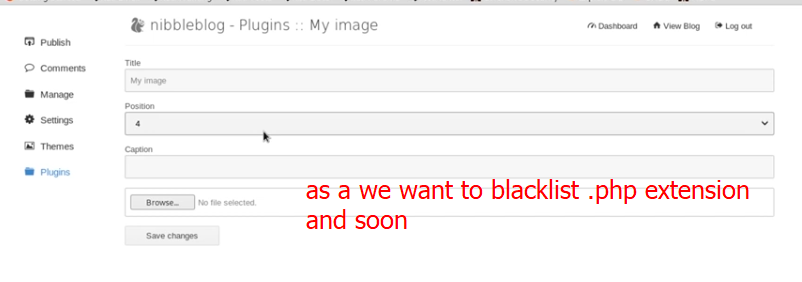 nibbleblog - Plugins :: My image
Dashboard
View Blog
Log out
Publish
Comments
Manage
Settings
Themes
Plugins
Title
My image
Position
4
Caption
Browse...
No file selected.
Save changes
as a we want to blacklist .php extension
and soon